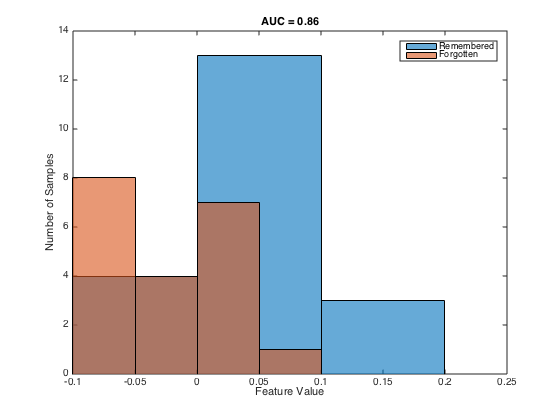 AUC = 0.86
Remembered
Forgotten
Number of Samples
14
12
10
8
6
4
2
0
-0.1 -0.05 0 0.05 0.1 0.15 0.2 0.25
Feature Value